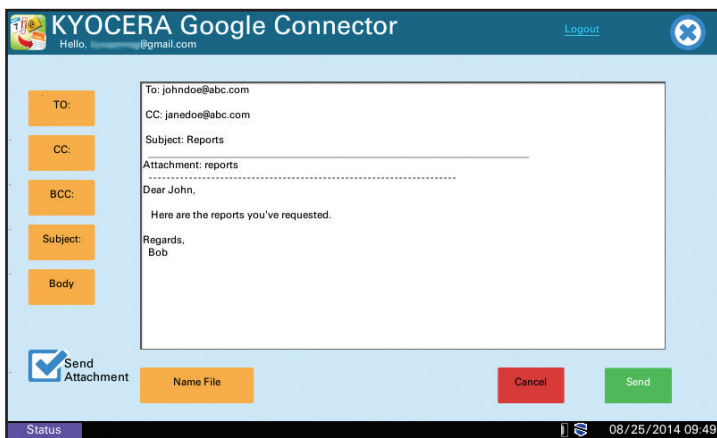 KYOCERA Google Connector
Logout
Hello, @gmail.com
TO:
CC:
BCC:
Subject:
Body
To: johndoe@abc.com
CC: janedoe@abc.com
Subject: Reports
Attachment: reports
Dear John,
Here are the reports you've requested.
Regards,
Bob
Send
Attachment
Name File
Cancel
Send
Status
08/25/2014 09:49